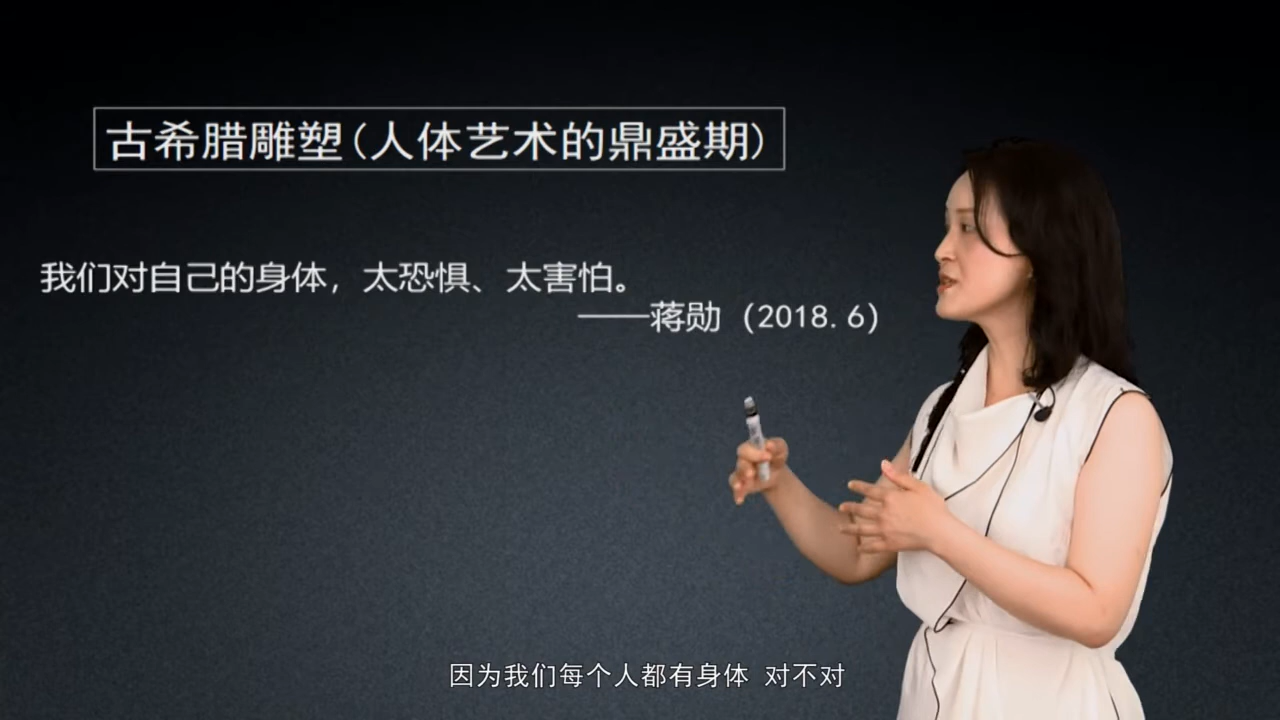 古希腊雕塑(人体艺术的鼎盛期)
我们对自己的身体，太恐惧、太害怕。
——蒋勋 (2018.6)
因为我们每个人都有身体 对不对